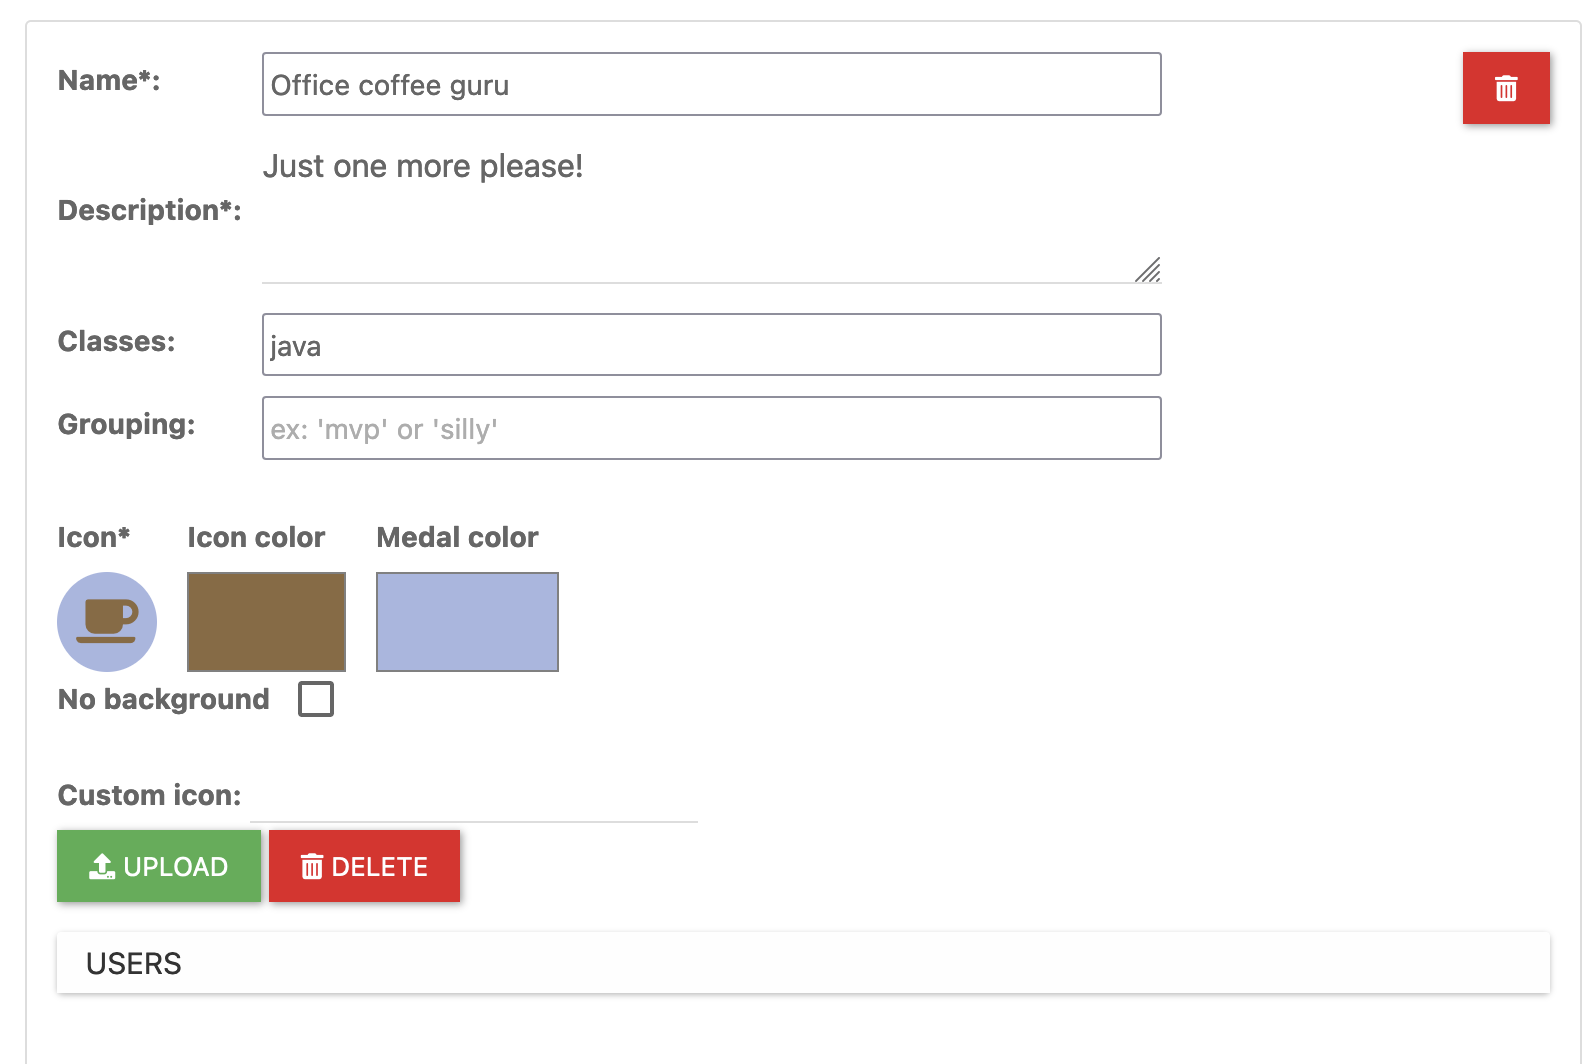 Name*:
Office coffee guru
Just one more please!
Description*:
Classes:
java
Grouping:
ex: 'mvp' or 'silly'
Icon* Icon color Medal color
No background
Custom icon:
UPLOAD DELETE
USERS